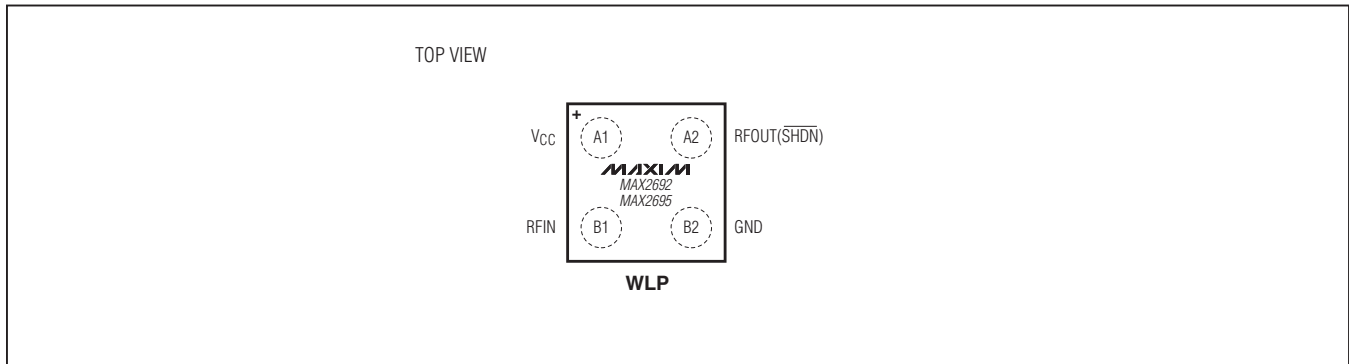 TOP VIEW
+
VCC A1 A2 RFOUT(SHDN)
MAXIM
MAX2692
MAX2695
RFIN B1 B2 GND
WLP